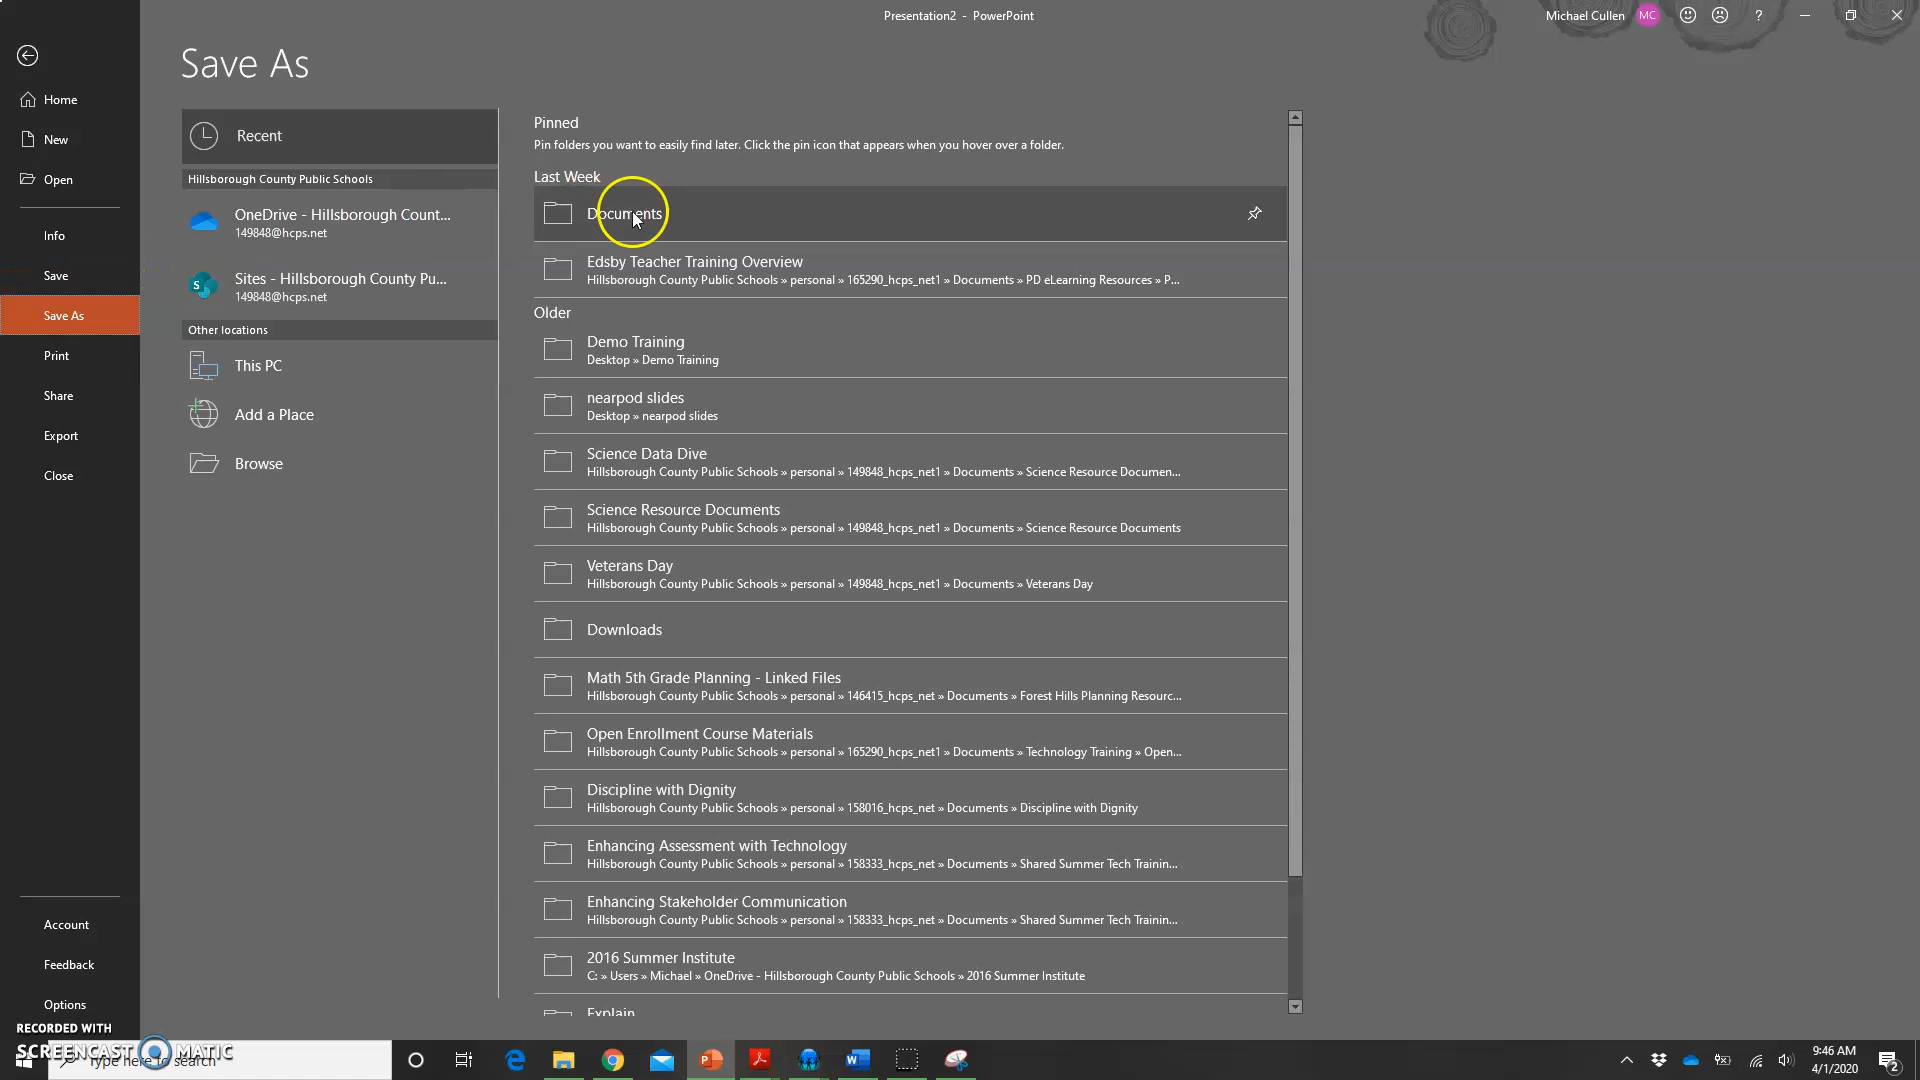 Presentation2 - PowerPoint
Michael Cullen MC ?
Save As
Home
New
Open
Info
Save
Save As
Print
Share
Export
Close
Account
Feedback
Options
Recent
Hillsborough County Public Schools
OneDrive - Hillsborough Count...
149848@hcps.net
Sites - Hillsborough County Pu...
149848@hcps.net
Other locations
This PC
Add a Place
Browse
Pinned
Pin folders you want to easily find later. Click the pin icon that appears when you hover over a folder.
Last Week
Documents
Edsby Teacher Training Overview
Hillsborough County Public Schools » personal » 165290_hcps_net1 » Documents » PD eLearning Resources » P...
Older
Demo Training
Desktop » Demo Training
nearpod slides
Desktop » nearpod slides
Science Data Dive
Hillsborough County Public Schools » personal » 149848_hcps_net1 » Documents » Science Resource Documen...
Science Resource Documents
Hillsborough County Public Schools » personal » 149848_hcps_net1 » Documents » Science Resource Documents
Veterans Day
Hillsborough County Public Schools » personal » 149848_hcps_net1 » Documents » Veterans Day
Downloads
Math 5th Grade Planning - Linked Files
Hillsborough County Public Schools » personal » 146415_hcps_net » Documents » Forest Hills Planning Resourc...
Open Enrollment Course Materials
Hillsborough County Public Schools » personal » 165290_hcps_net1 » Documents » Technology Training » Open...
Discipline with Dignity
Hillsborough County Public Schools » personal » 158016_hcps_net » Documents » Discipline with Dignity
Enhancing Assessment with Technology
Hillsborough County Public Schools » personal » 158333_hcps_net » Documents » Shared Summer Tech Trainin...
Enhancing Stakeholder Communication
Hillsborough County Public Schools » personal » 158333_hcps_net » Documents » Shared Summer Tech Trainin...
2016 Summer Institute
C: » Users » Michael » OneDrive - Hillsborough County Public Schools » 2016 Summer Institute
Explain
RECORDED WITH
SCREENCAST MATIC
Type here to search
9:46 AM
4/1/2020
2